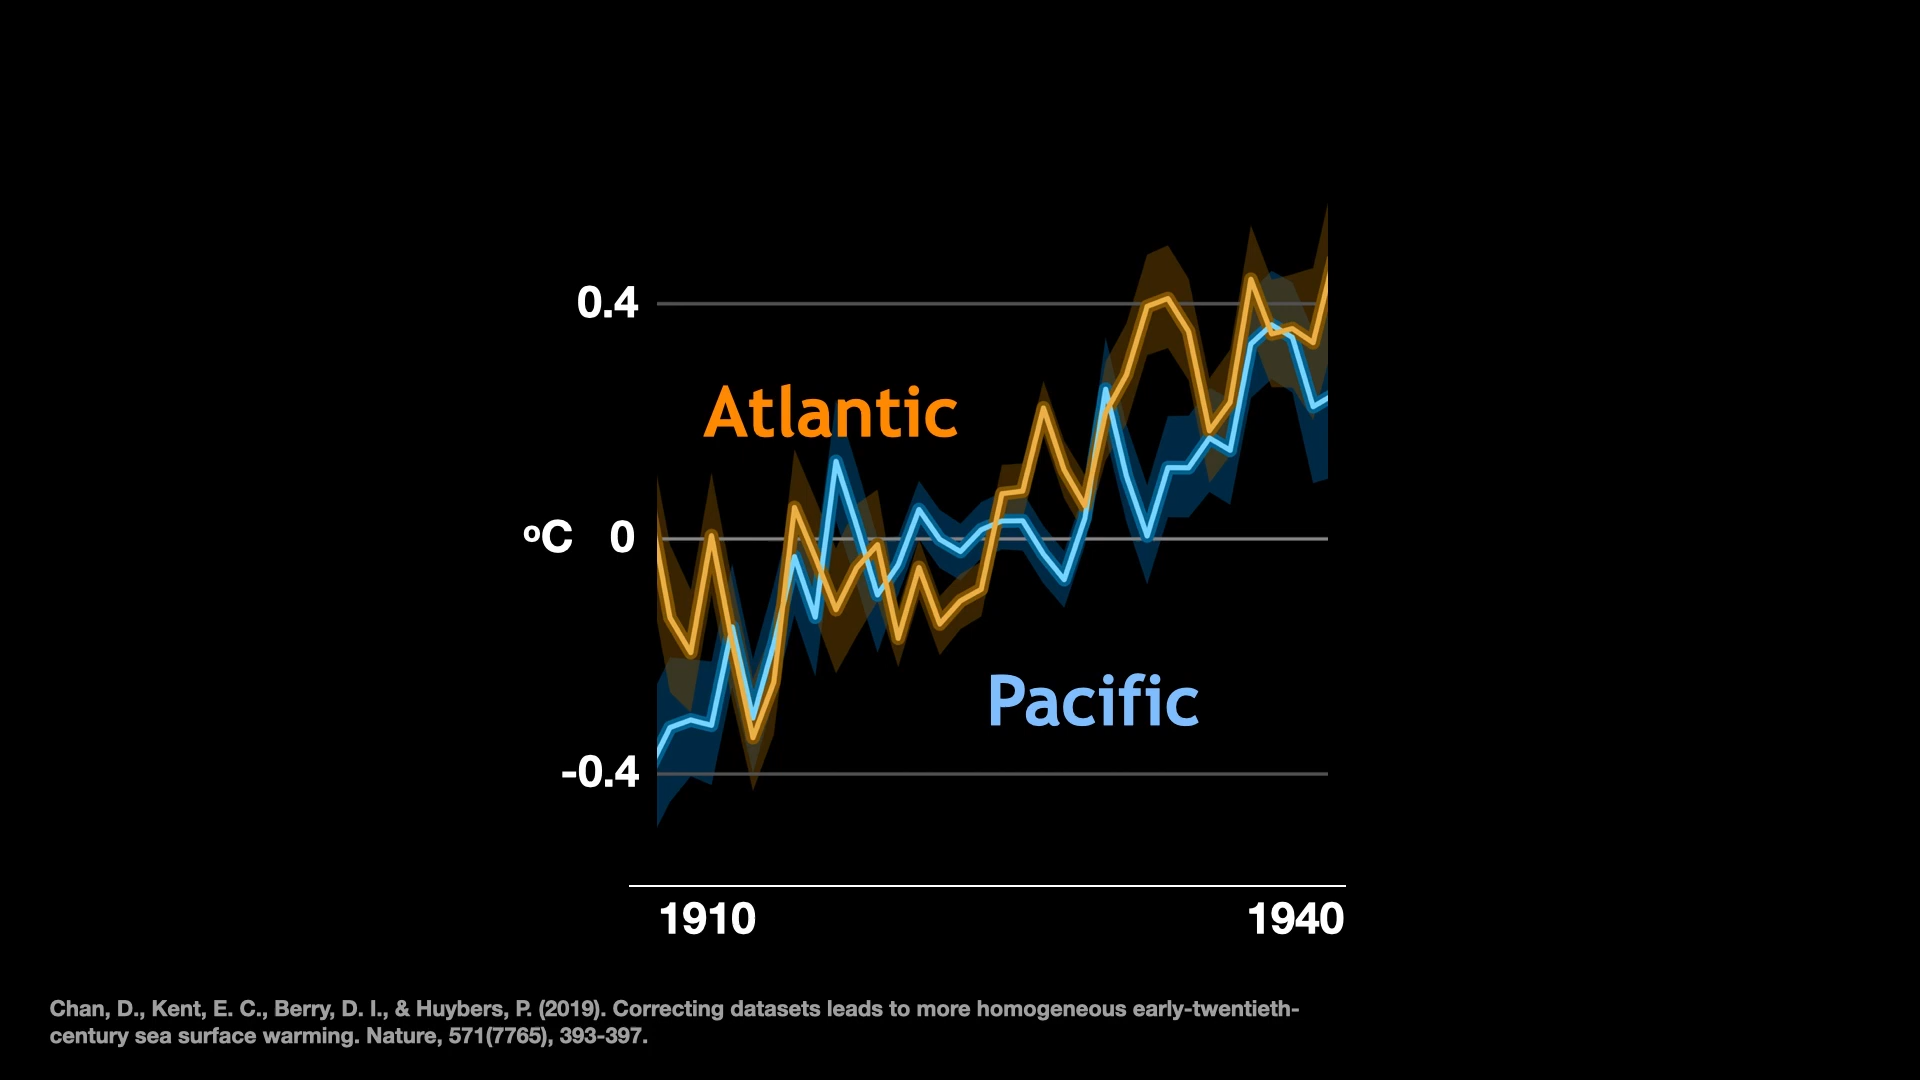 0.4
Atlantic
ºC 0
Pacific
-0.4
1910 1940
Chan, D., Kent, E. C., Berry, D. I., & Huybers, P. (2019). Correcting datasets leads to more homogeneous early-twentieth-
century sea surface warming. Nature, 571(7765), 393-397.